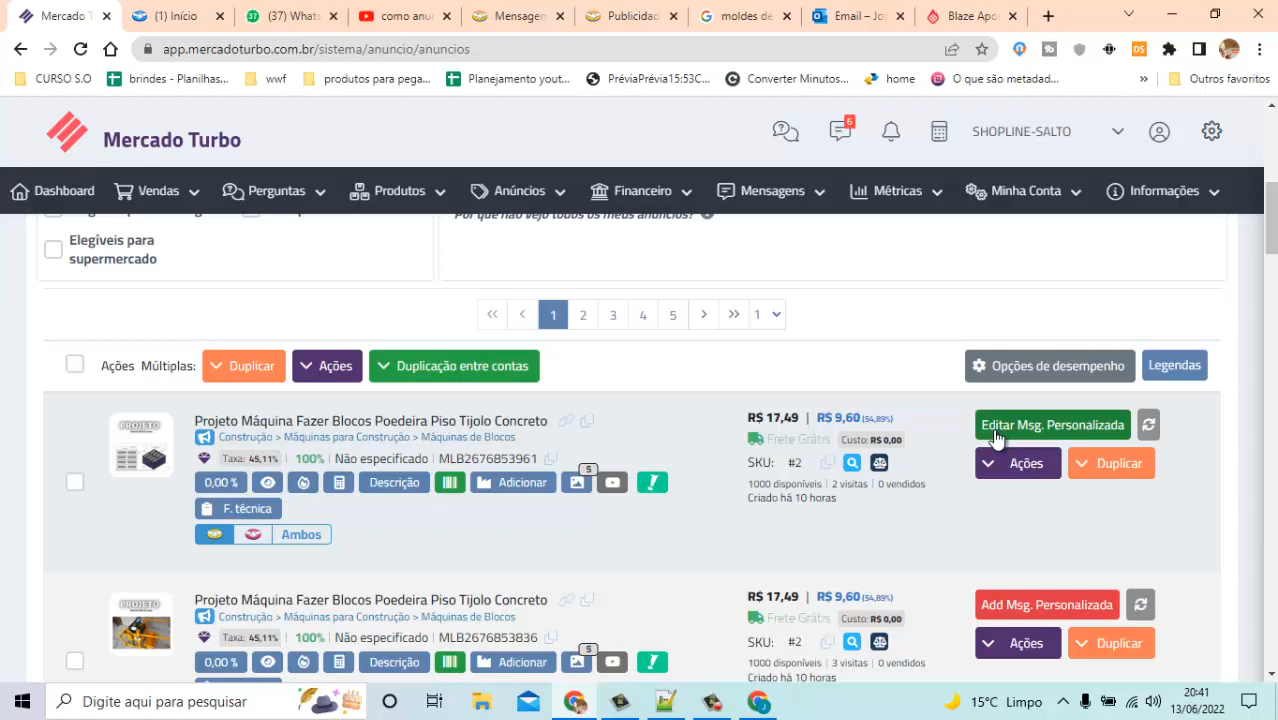 Mercado T
(1) Início
(37) Whats
como anu
Mensagen
Publicidad
moldes de
Email – Jo
Blaze Apo
app.mercadoturbo.com.br/sistema/anuncio/anuncios
CURSO S.O
brindes - Planilhas...
wwf
produtos para pega...
Planejamento yout...
PréviaPrévia15:53C...
Converter Minutos...
home
O que são metadad...
»
Outros favoritos
Mercado Turbo
6
SHOPLINE-SALTO
Dashboard
Vendas
Perguntas
Produtos
Anúncios
Financeiro
Mensagens
Métricas
Minha Conta
Informações
Por que não vejo todos os meus anúncios?
Elegíveis para
supermercado
1 2 3 4 5 1
Ações Múltiplas: Duplicar Ações Duplicação entre contas
Opções de desempenho Legendas
PROJETO
Projeto Máquina Fazer Blocos Poedeira Piso Tijolo Concreto
Construção > Máquinas para Construção > Máquinas de Blocos
Taxa: 45,11% | 100% | Não especificado | MLB2676853961
0,00 % Descrição Adicionar 5
F. técnica
Ambos
R$ 17,49 | R$ 9,60 (54,89%)
Frete Grátis Custo: R$ 0,00
SKU: #2
1000 disponíveis | 2 visitas | 0 vendidos
Criado há 10 horas
Editar Msg. Personalizada
Ações Duplicar
PROJETO
Projeto Máquina Fazer Blocos Poedeira Piso Tijolo Concreto
Construção > Máquinas para Construção > Máquinas de Blocos
Taxa: 45,11% | 100% | Não especificado | MLB2676853836
0,00 % Descrição Adicionar 5
R$ 17,49 | R$ 9,60 (54,89%)
Frete Grátis Custo: R$ 0,00
SKU: #2
1000 disponíveis | 3 visitas | 0 vendidos
Criado há 10 horas
Add Msg. Personalizada
Ações Duplicar
Digite aqui para pesquisar
15°C Limpo
20:41
13/06/2022